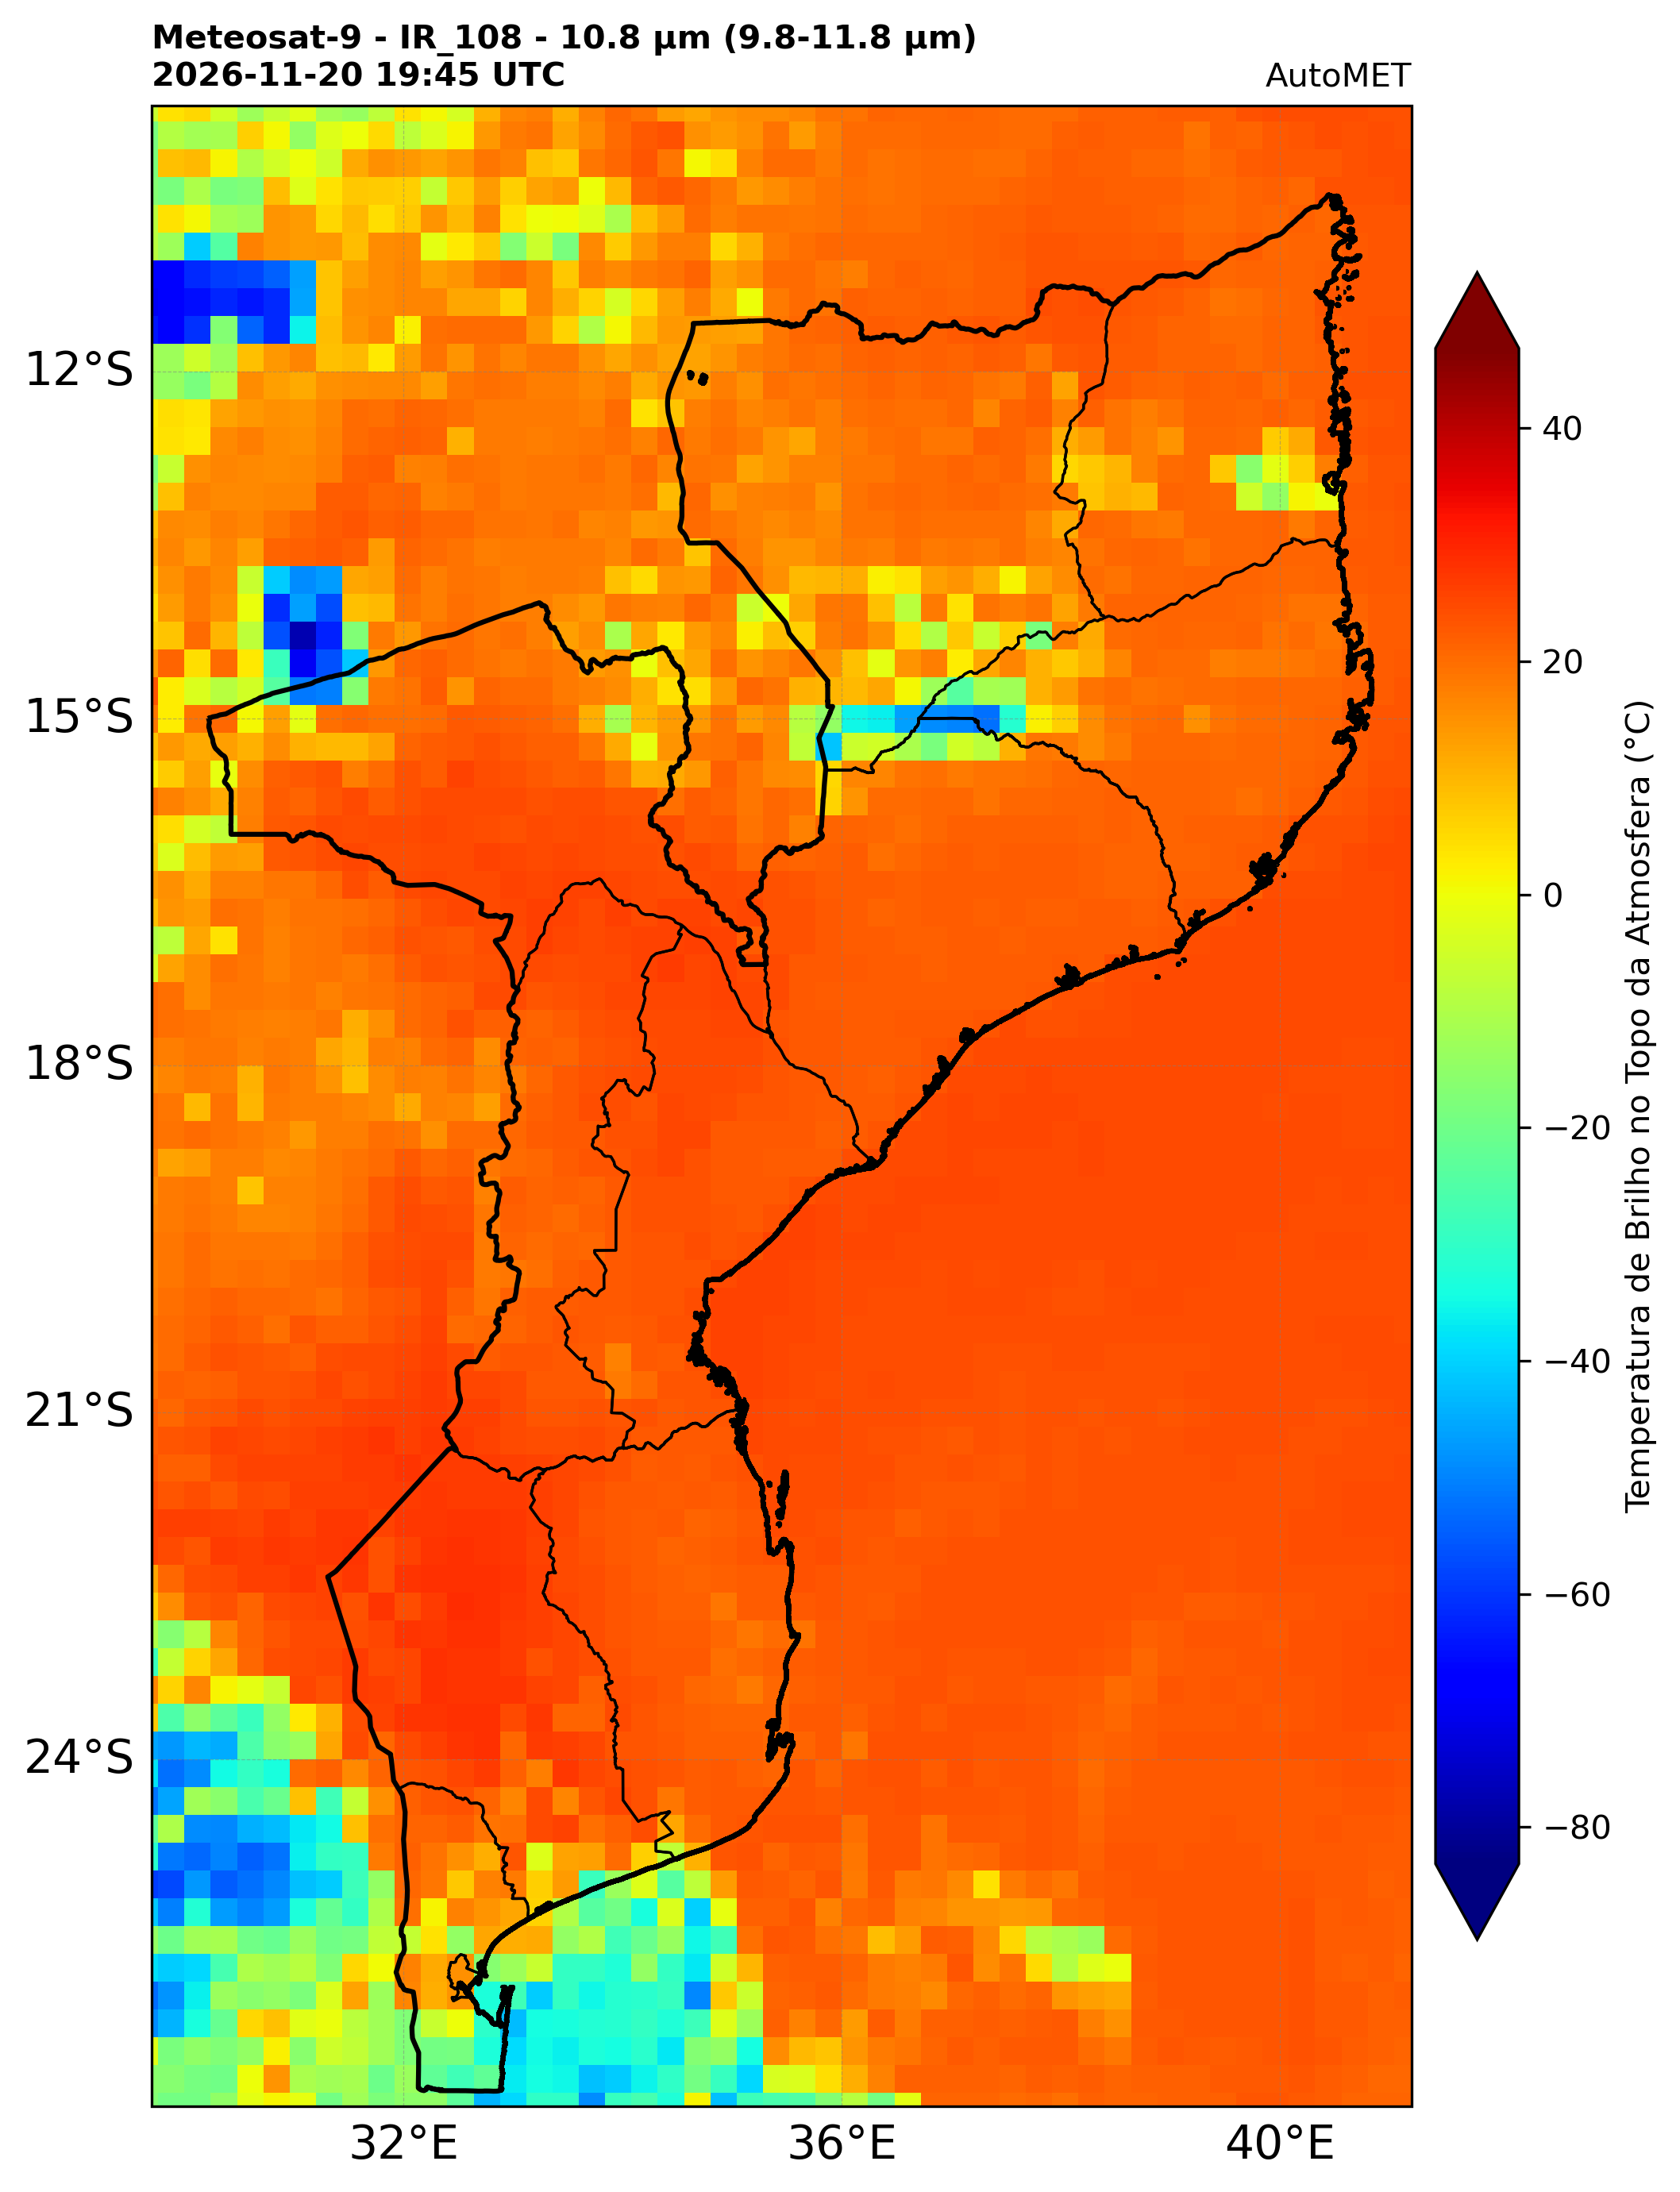 Meteosat-9 - IR_108 - 10.8 µm (9.8-11.8 µm)
2026-11-20 19:45 UTC
AutoMET
12°S
15°S
18°S
21°S
24°S
32°E
36°E
40°E
40
20
0
−20
−40
−60
−80
Temperatura de Brilho no Topo da Atmosfera (°C)